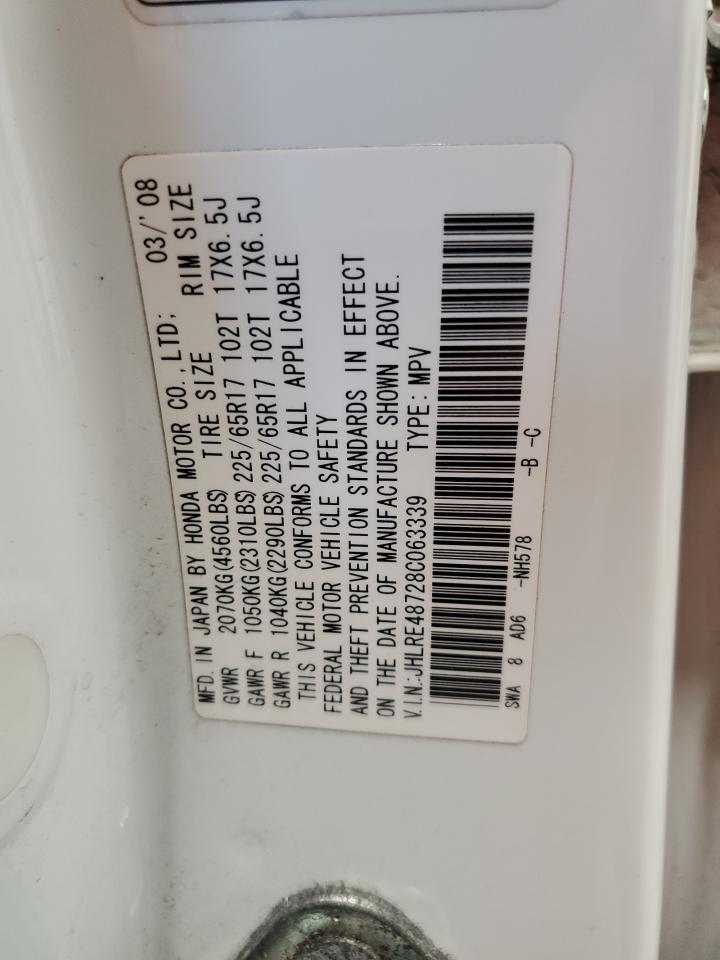 MFD. IN JAPAN BY HONDA MOTOR CO., LTD; 03/'08
GVWR 2070KG(4560LBS) TIRE SIZE RIM SIZE
GAWR F 1050KG(2310LBS) 225/65R17 102T 17X6.5J
GAWR R 1040KG(2290LBS) 225/65R17 102T 17X6.5J
THIS VEHICLE CONFORMS TO ALL APPLICABLE
FEDERAL MOTOR VEHICLE SAFETY
AND THEFT PREVENTION STANDARDS IN EFFECT
ON THE DATE OF MANUFACTURE SHOWN ABOVE.
V.I.N.:JHLRE48728C063339 TYPE: MPV
SWA 8 AD6 -NH578 -B -C